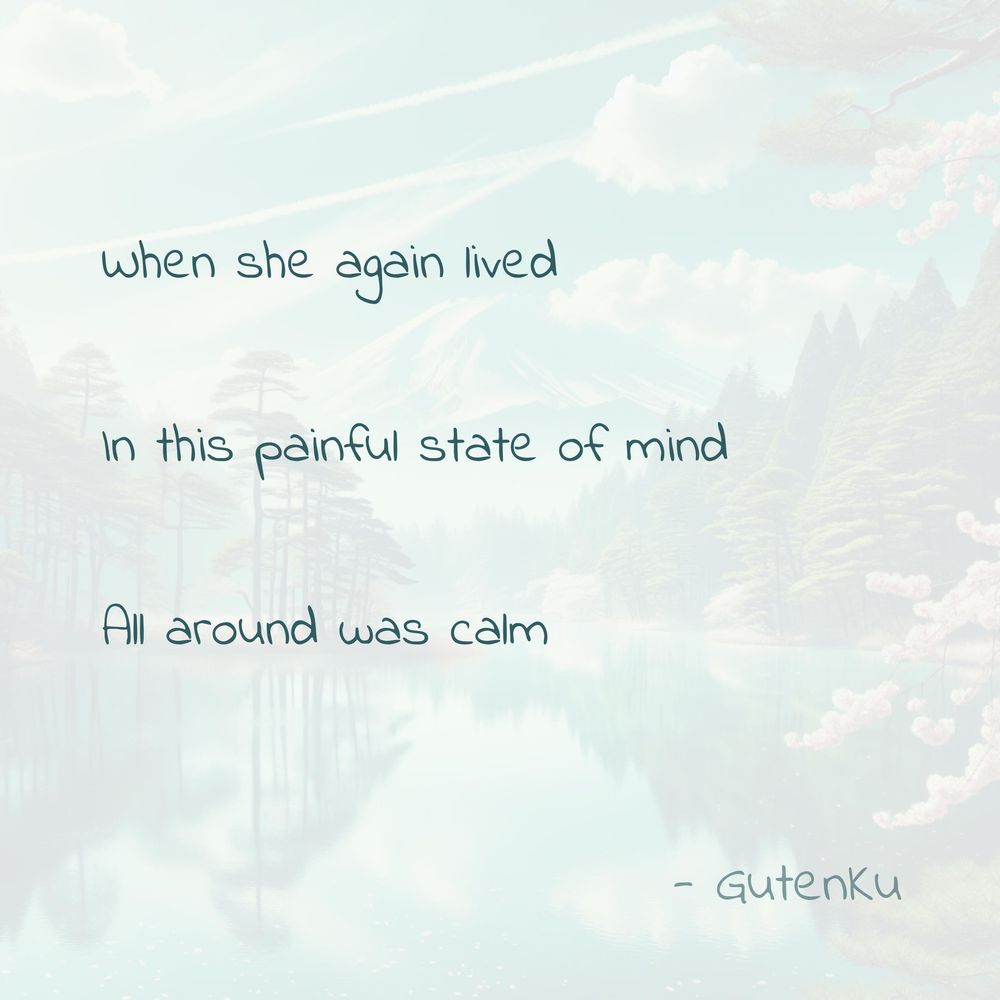 when she again lived
In this painful state of mind
All around was calm
- GutenKu